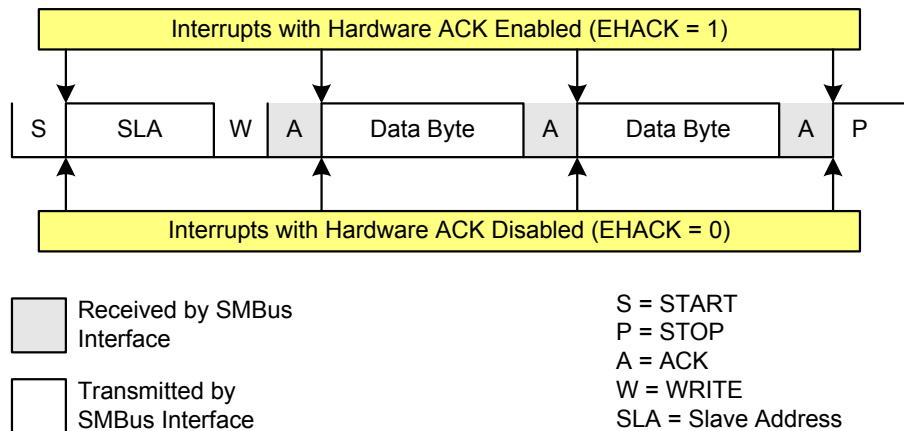 Interrupts with Hardware ACK Enabled (EHACK = 1)
S SLA W A Data Byte A Data Byte A P
Interrupts with Hardware ACK Disabled (EHACK = 0)
Received by SMBus
Interface
Transmitted by
SMBus Interface
S = START
P = STOP
A = ACK
W = WRITE
SLA = Slave Address